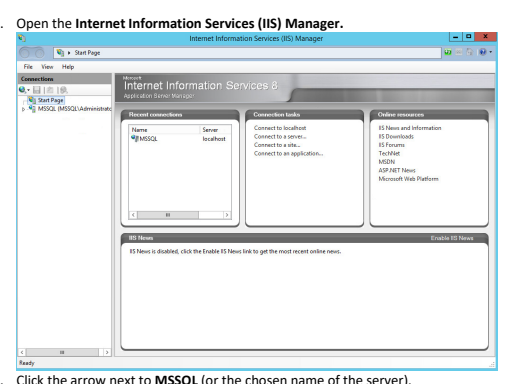 . Open the Internet Information Services (IIS) Manager.
Internet Information Services (IIS) Manager
Start Page
File View Help
Connections
Start Page
MSSQL (MSSQL\Administratc
Microsoft
Internet Information Services 8
Application Server Manager
Recent connections
Name Server
MSSQL localhost
Connection tasks
Connect to localhost
Connect to a server...
Connect to a site...
Connect to an application...
Online resources
IIS News and Information
IIS Downloads
IIS Forums
TechNet
MSDN
ASP.NET News
Microsoft Web Platform
IIS News Enable IIS News
IIS News is disabled, click the Enable IIS News link to get the most recent online news.
Ready
. Click the arrow next to MSSQL (or the chosen name of the server).